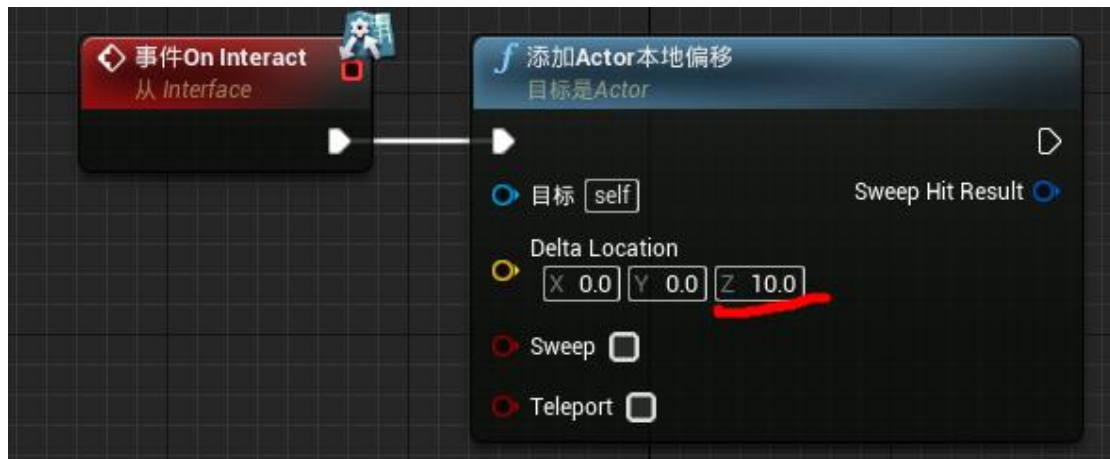 事件On Interact
从 Interface
f 添加Actor本地偏移
目标是Actor
目标 self
Sweep Hit Result
Delta Location
X 0.0 Y 0.0 Z 10.0
Sweep
Teleport